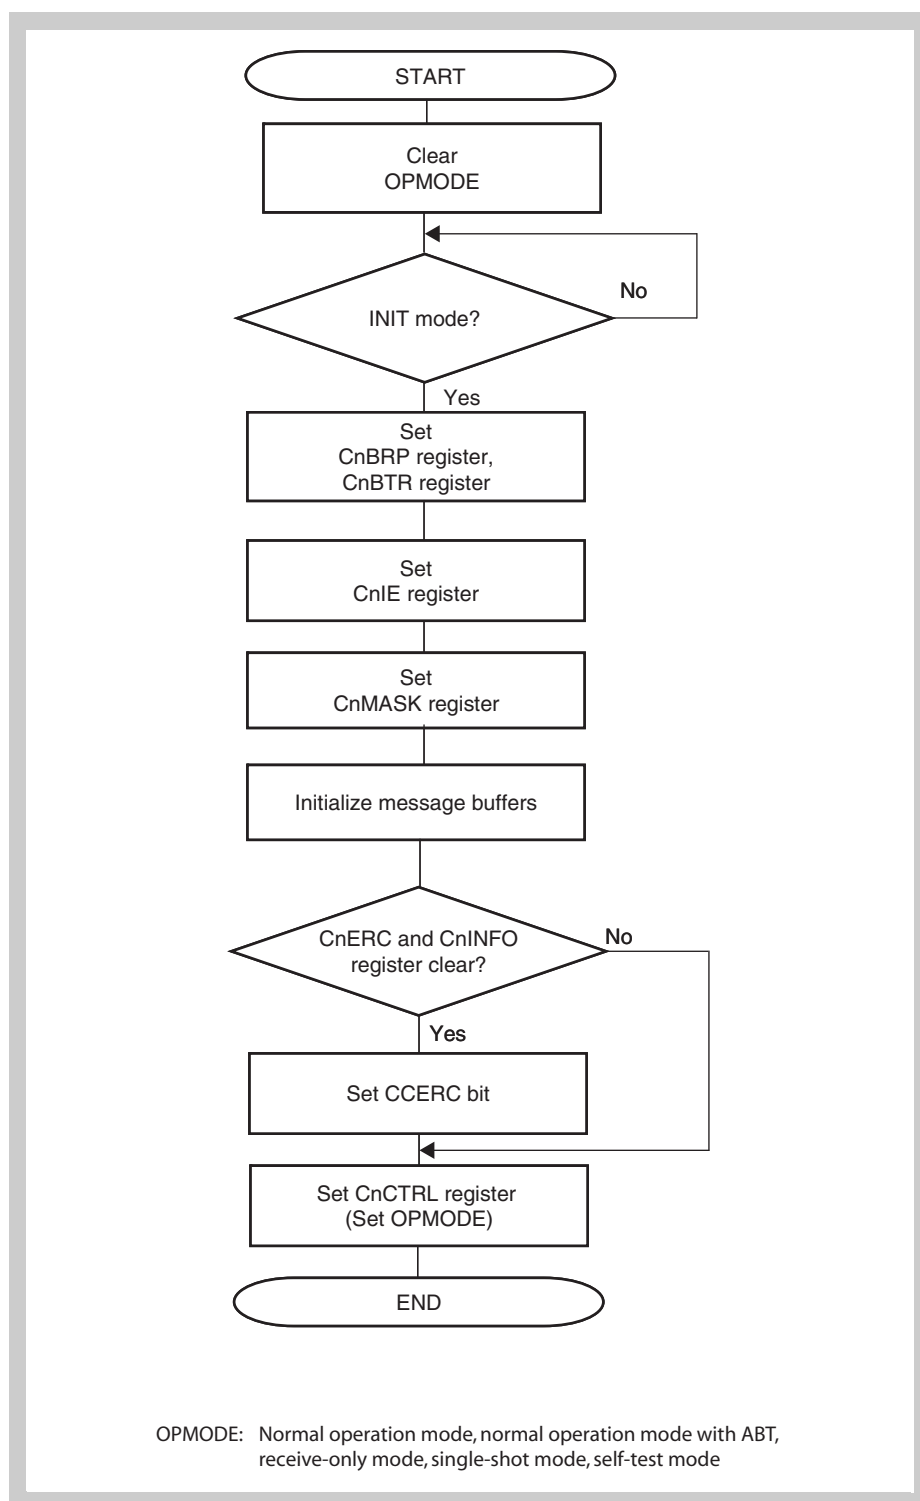 START
Clear
OPMODE
No
INIT mode?
Yes
Set
CnBRP register,
CnBTR register
Set
CnIE register
Set
CnMASK register
Initialize message buffers
CnERC and CnINFO
register clear?
No
Yes
Set CCERC bit
Set CnCTRL register
(Set OPMODE)
END
OPMODE: Normal operation mode, normal operation mode with ABT,
receive-only mode, single-shot mode, self-test mode